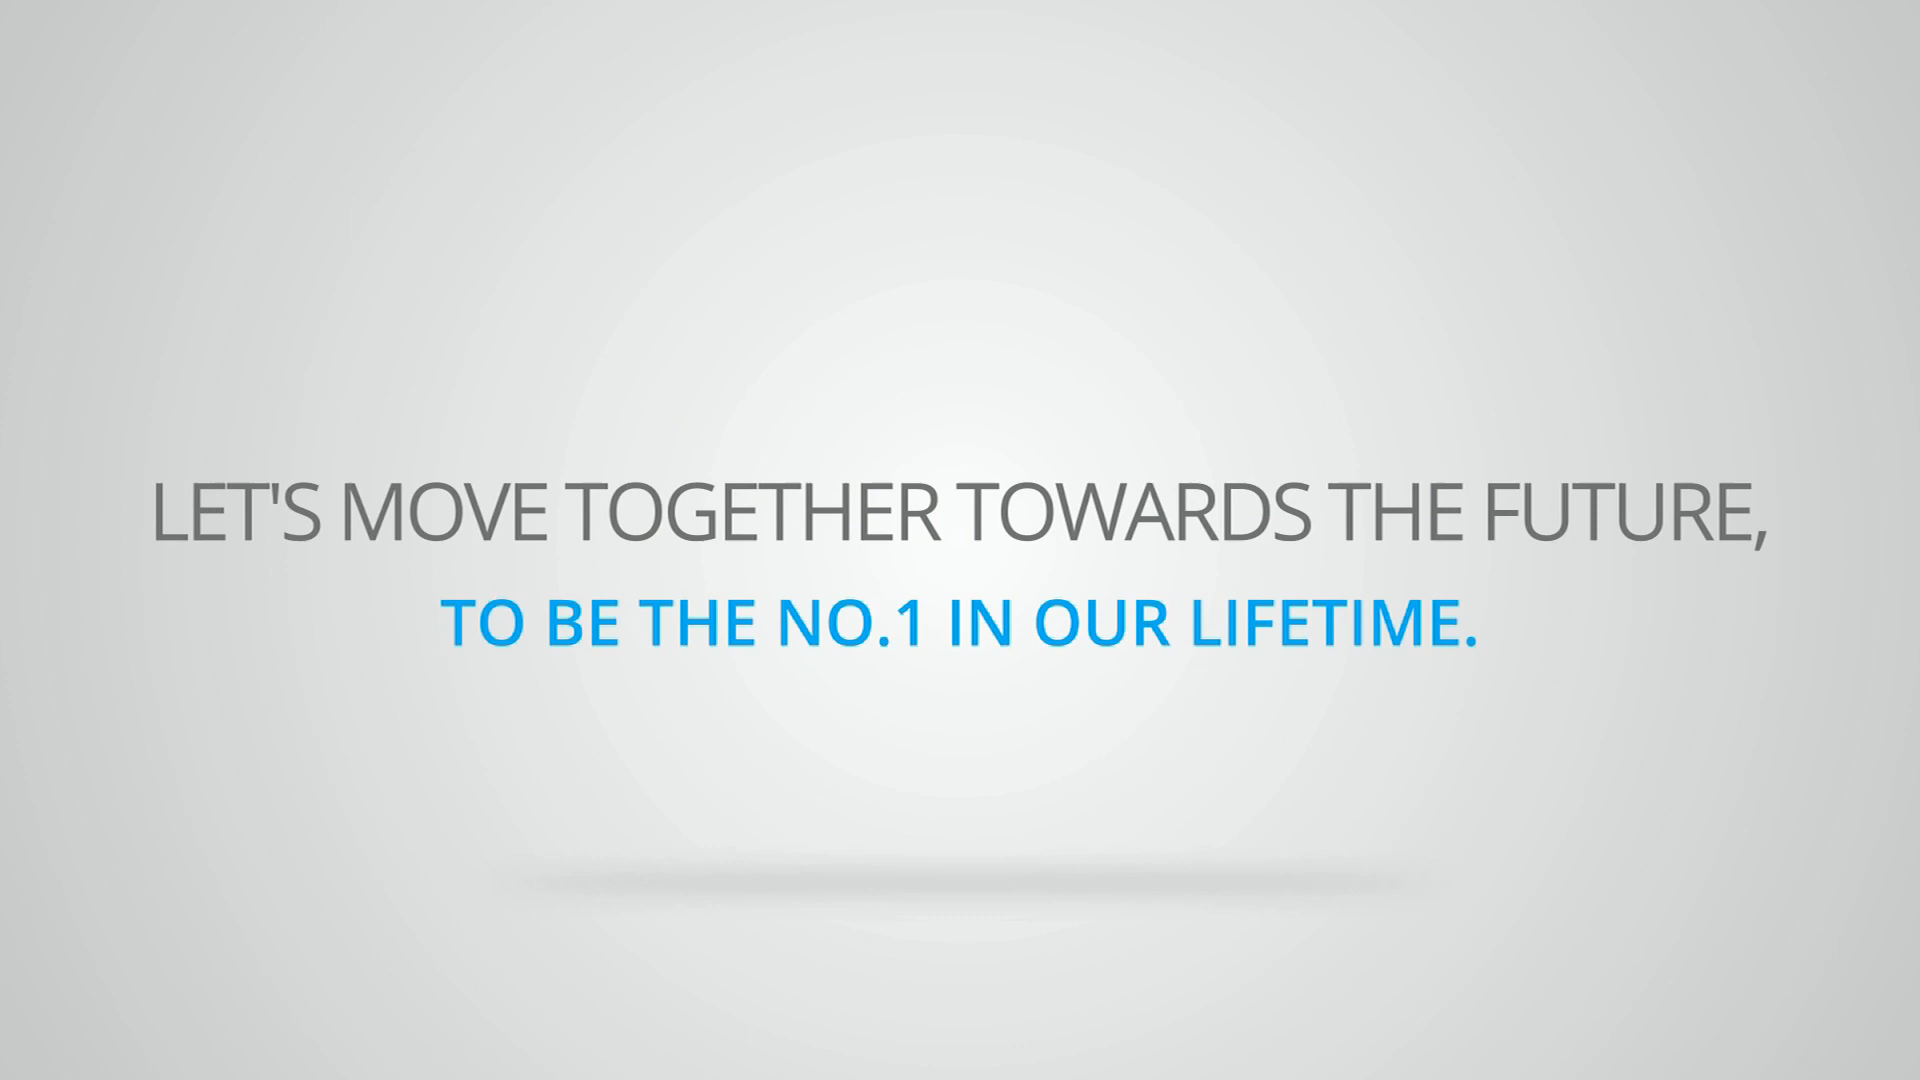 LET'S MOVE TOGETHER TOWARDS THE FUTURE,
TO BE THE NO.1 IN OUR LIFETIME.